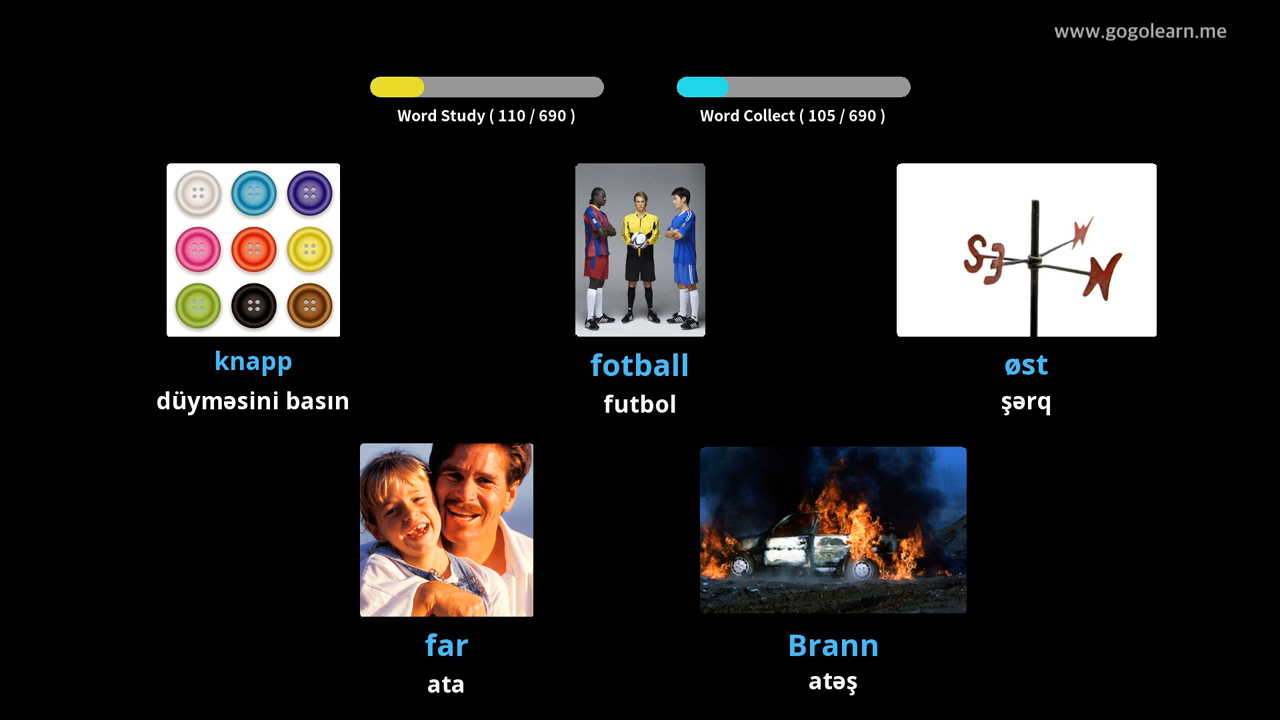 www.gogolearn.me
Word Study ( 110 / 690 )
Word Collect ( 105 / 690 )
S
W
knapp
fotball
øst
düyməsini basın
futbol
şərq
far
Brann
ata
atəş